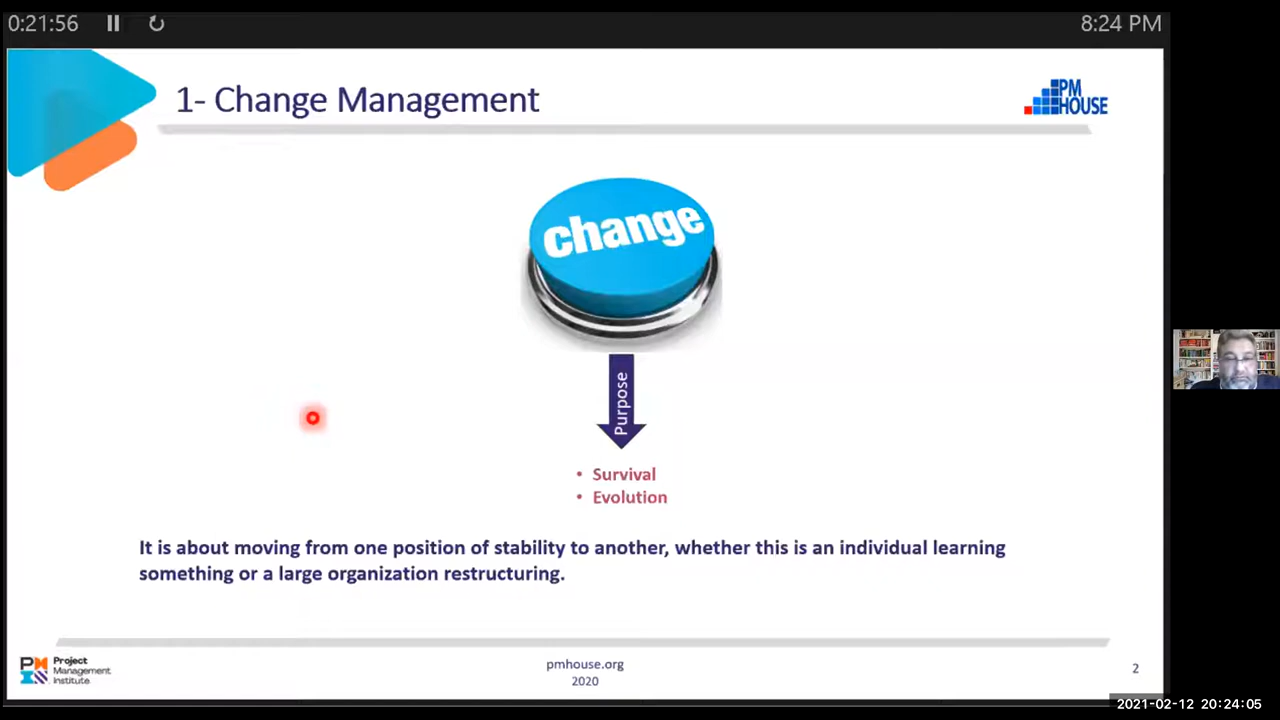 0:21:56
8:24 PM
1- Change Management
PM
HOUSE
change
Purpose
• Survival
• Evolution
It is about moving from one position of stability to another, whether this is an individual learning
something or a large organization restructuring.
Project
Management
Institute.
pmhouse.org
2020
2
2021-02-12 20:24:05